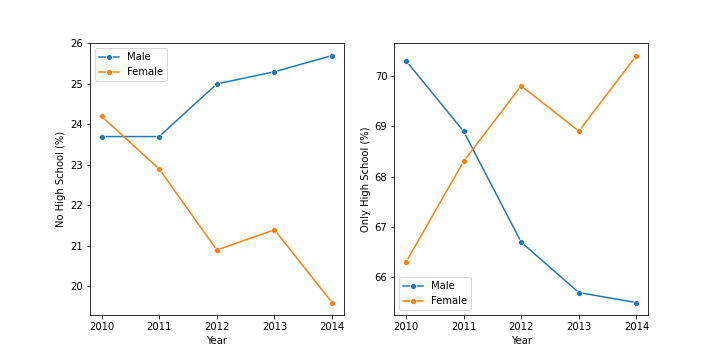 26
25
24
23
22
21
20
No High School (%)
Male
Female
2010 2011 2012 2013 2014
Year
70
69
68
67
66
Only High School (%)
Male
Female
2010 2011 2012 2013 2014
Year